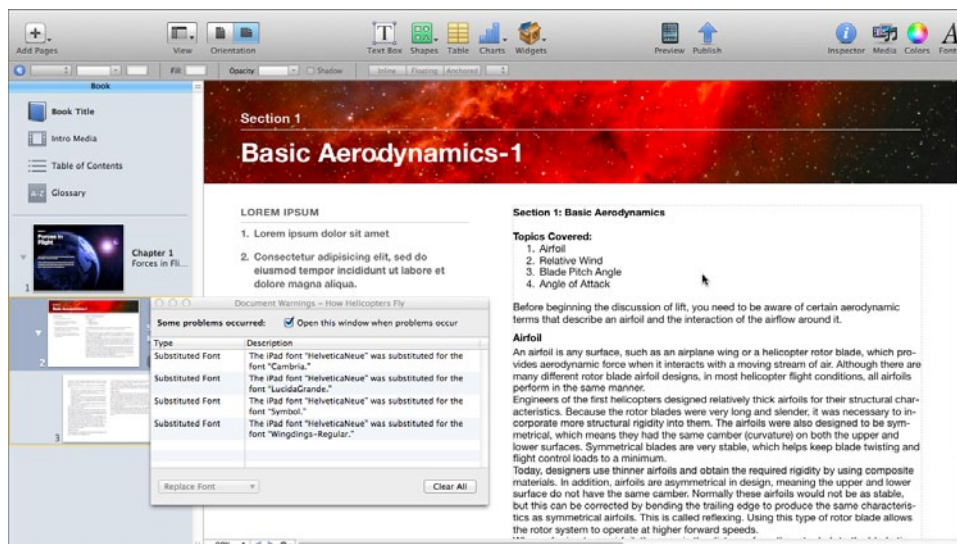 Add Pages
View
Orientation
Text Box
Shapes
Table
Charts
Widgets
Preview
Publish
Inspector
Media
Colors
Fill:
Opacity
Shadow
Inline
Floating
Anchored
Book
Book Title
Intro Media
Table of Contents
A-Z
Glossary
Forces in
Flight
Chapter 1
Forces in Fli...
1
2
3
Section 1
Basic Aerodynamics-1
LOREM IPSUM
1. Lorem ipsum dolor sit amet
2. Consectetur adipisicing elit, sed do
eiusmod tempor incididunt ut labore et
dolore magna aliqua.
Document Warnings – How Helicopters Fly
Some problems occurred:
Open this window when problems occur
Type
Description
Substituted Font
The iPad font "HelveticaNeue" was substituted for the
font "Cambria."
Substituted Font
The iPad font "HelveticaNeue" was substituted for the
font "LucidaGrande."
Substituted Font
The iPad font "HelveticaNeue" was substituted for the
font "Symbol."
Substituted Font
The iPad font "HelveticaNeue" was substituted for the
font "Wingdings-Regular."
Replace Font
Clear All
Section 1: Basic Aerodynamics
Topics Covered:
1. Airfoil
2. Relative Wind
3. Blade Pitch Angle
4. Angle of Attack
Before beginning the discussion of lift, you need to be aware of certain aerodynamic
terms that describe an airfoil and the interaction of the airflow around it.
Airfoil
An airfoil is any surface, such as an airplane wing or a helicopter rotor blade, which pro-
vides aerodynamic force when it interacts with a moving stream of air. Although there are
many different rotor blade airfoil designs, in most helicopter flight conditions, all airfoils
perform in the same manner.
Engineers of the first helicopters designed relatively thick airfoils for their structural char-
acteristics. Because the rotor blades were very long and slender, it was necessary to in-
corporate more structural rigidity into them. The airfoils were also designed to be sym-
metrical, which means they had the same camber (curvature) on both the upper and
lower surfaces. Symmetrical blades are very stable, which helps keep blade twisting and
flight control loads to a minimum.
Today, designers use thinner airfoils and obtain the required rigidity by using composite
materials. In addition, airfoils are asymmetrical in design, meaning the upper and lower
surface do not have the same camber. Normally these airfoils would not be as stable,
but this can be corrected by bending the trailing edge to produce the same characteris-
tics as symmetrical airfoils. This is called reflexing. Using this type of rotor blade allows
the rotor system to operate at higher forward speeds.